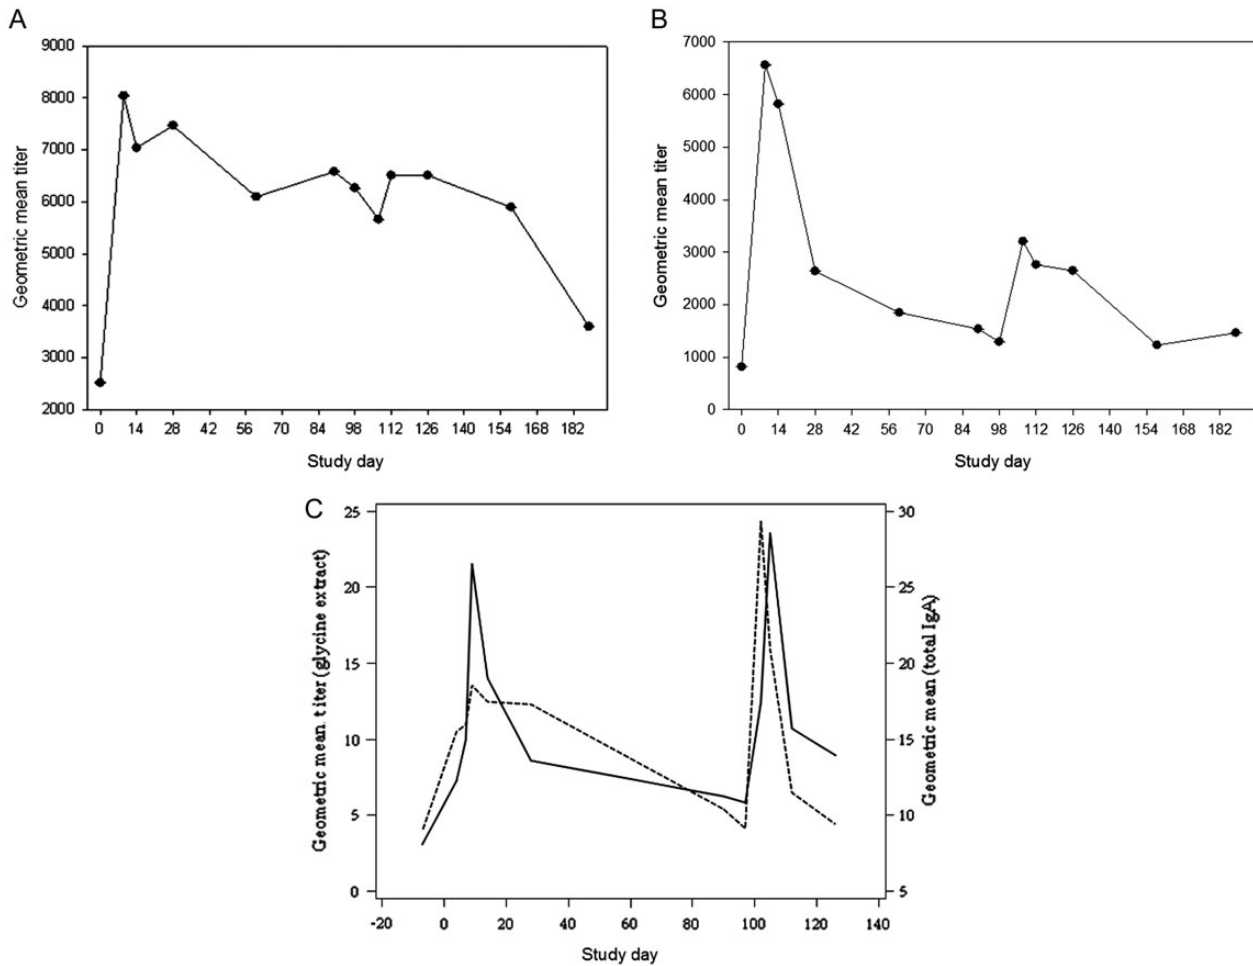 A
Geometric mean titer
9000
8000
7000
6000
5000
4000
3000
2000
0 14 28 42 56 70 84 98 112 126 140 154 168 182
Study day
B
Geometric mean titer
7000
6000
5000
4000
3000
2000
1000
0
0 14 28 42 56 70 84 98 112 126 140 154 168 182
Study day
C
Geometric mean titer (glycine extract)
25
20
15
10
5
0
30
25
20
15
10
5
Geometric mean (total IgA)
-20 0 20 40 60 80 100 120 140
Study day